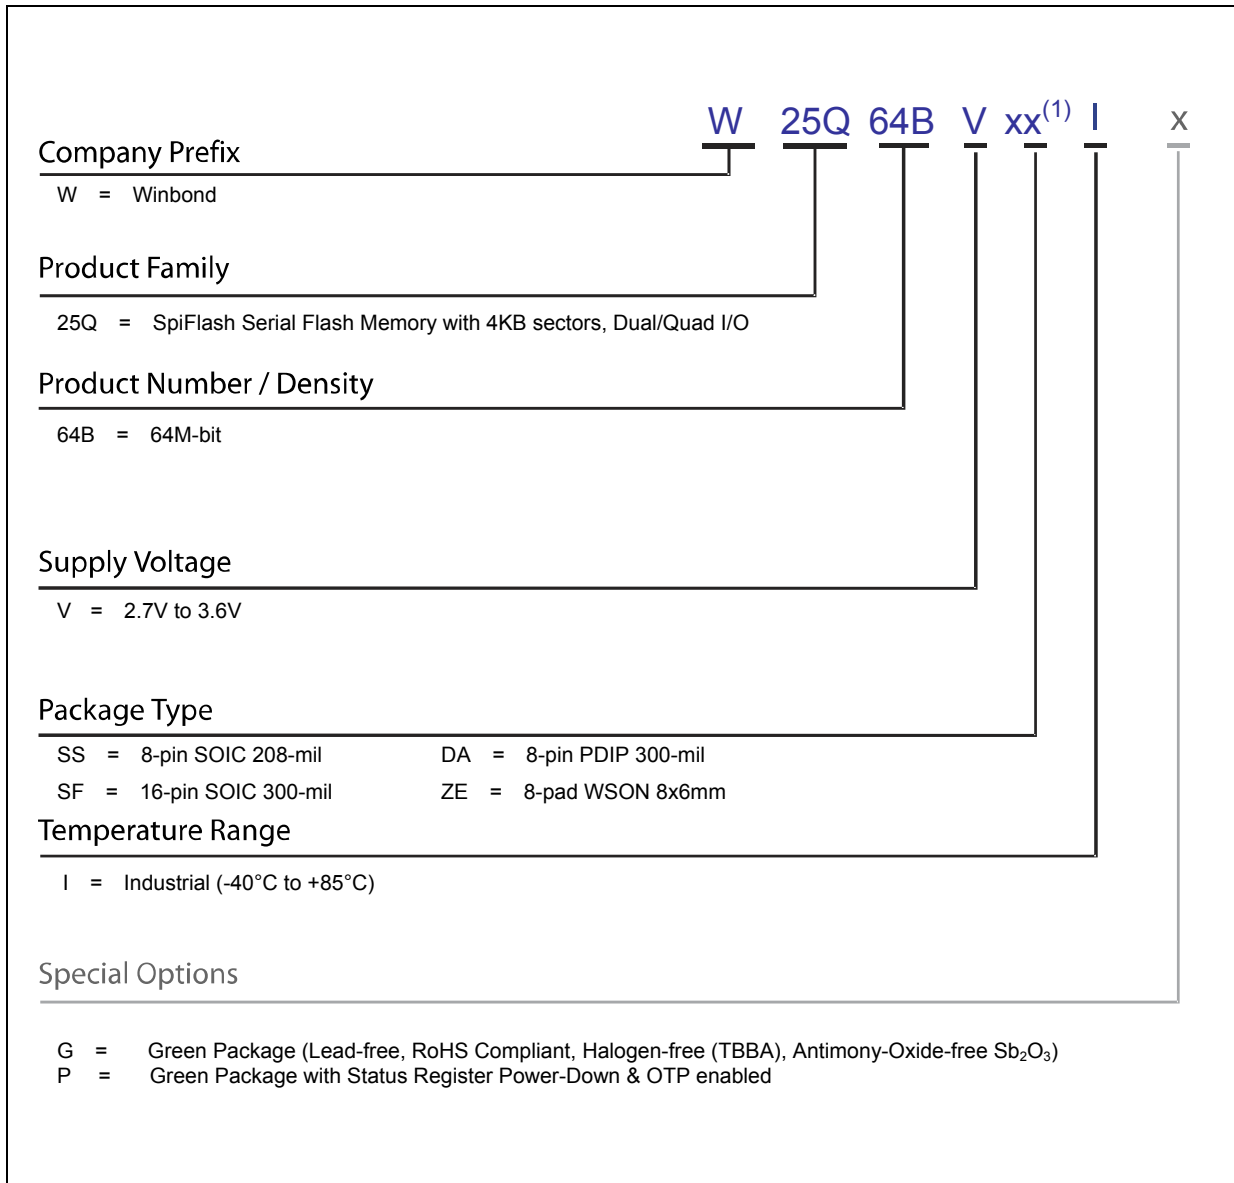 W 25Q 64B V xx(1) I x
Company Prefix
W = Winbond
Product Family
25Q = SpiFlash Serial Flash Memory with 4KB sectors, Dual/Quad I/O
Product Number / Density
64B = 64M-bit
Supply Voltage
V = 2.7V to 3.6V
Package Type
SS = 8-pin SOIC 208-mil DA = 8-pin PDIP 300-mil
SF = 16-pin SOIC 300-mil ZE = 8-pad WSON 8x6mm
Temperature Range
I = Industrial (-40°C to +85°C)
Special Options
G = Green Package (Lead-free, RoHS Compliant, Halogen-free (TBBA), Antimony-Oxide-free Sb₂O₃)
P = Green Package with Status Register Power-Down & OTP enabled